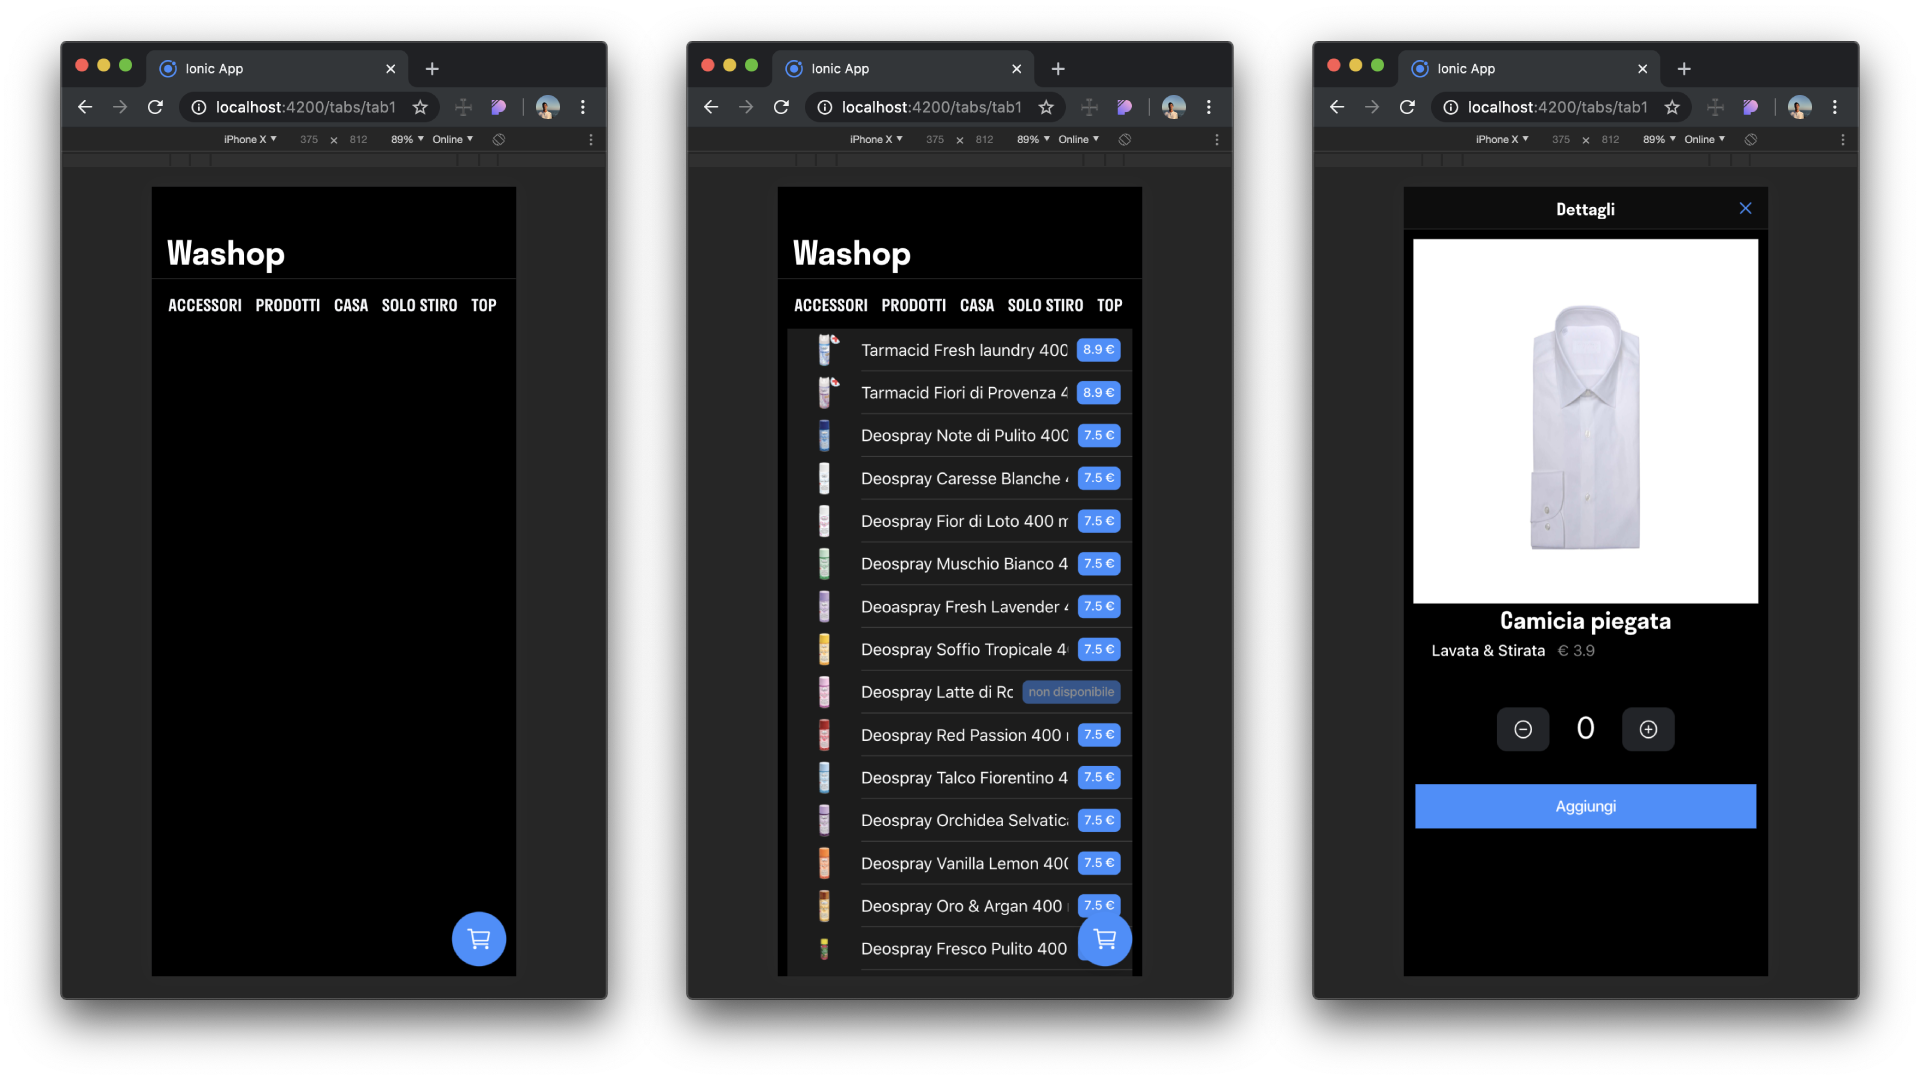 Ionic App
localhost:4200/tabs/tab1
iPhone X 375 x 812 89% Online
Washop
ACCESSORI PRODOTTI CASA SOLO STIRO TOP
Ionic App
localhost:4200/tabs/tab1
iPhone X 375 x 812 89% Online
Washop
ACCESSORI PRODOTTI CASA SOLO STIRO TOP
Tarmacid Fresh laundry 400 8.9 €
Tarmacid Fiori di Provenza 4 8.9 €
Deospray Note di Pulito 400 7.5 €
Deospray Caresse Blanche 4 7.5 €
Deospray Fior di Loto 400 m 7.5 €
Deospray Muschio Bianco 4 7.5 €
Deoaspray Fresh Lavender 4 7.5 €
Deospray Soffio Tropicale 40 7.5 €
Deospray Latte di Ro non disponibile
Deospray Red Passion 400 7.5 €
Deospray Talco Fiorentino 4 7.5 €
Deospray Orchidea Selvatica 7.5 €
Deospray Vanilla Lemon 400 7.5 €
Deospray Oro & Argan 400 7.5 €
Deospray Fresco Pulito 400
Ionic App
localhost:4200/tabs/tab1
iPhone X 375 x 812 89% Online
Dettagli
Camicia piegata
Lavata & Stirata € 3.9
0
Aggiungi